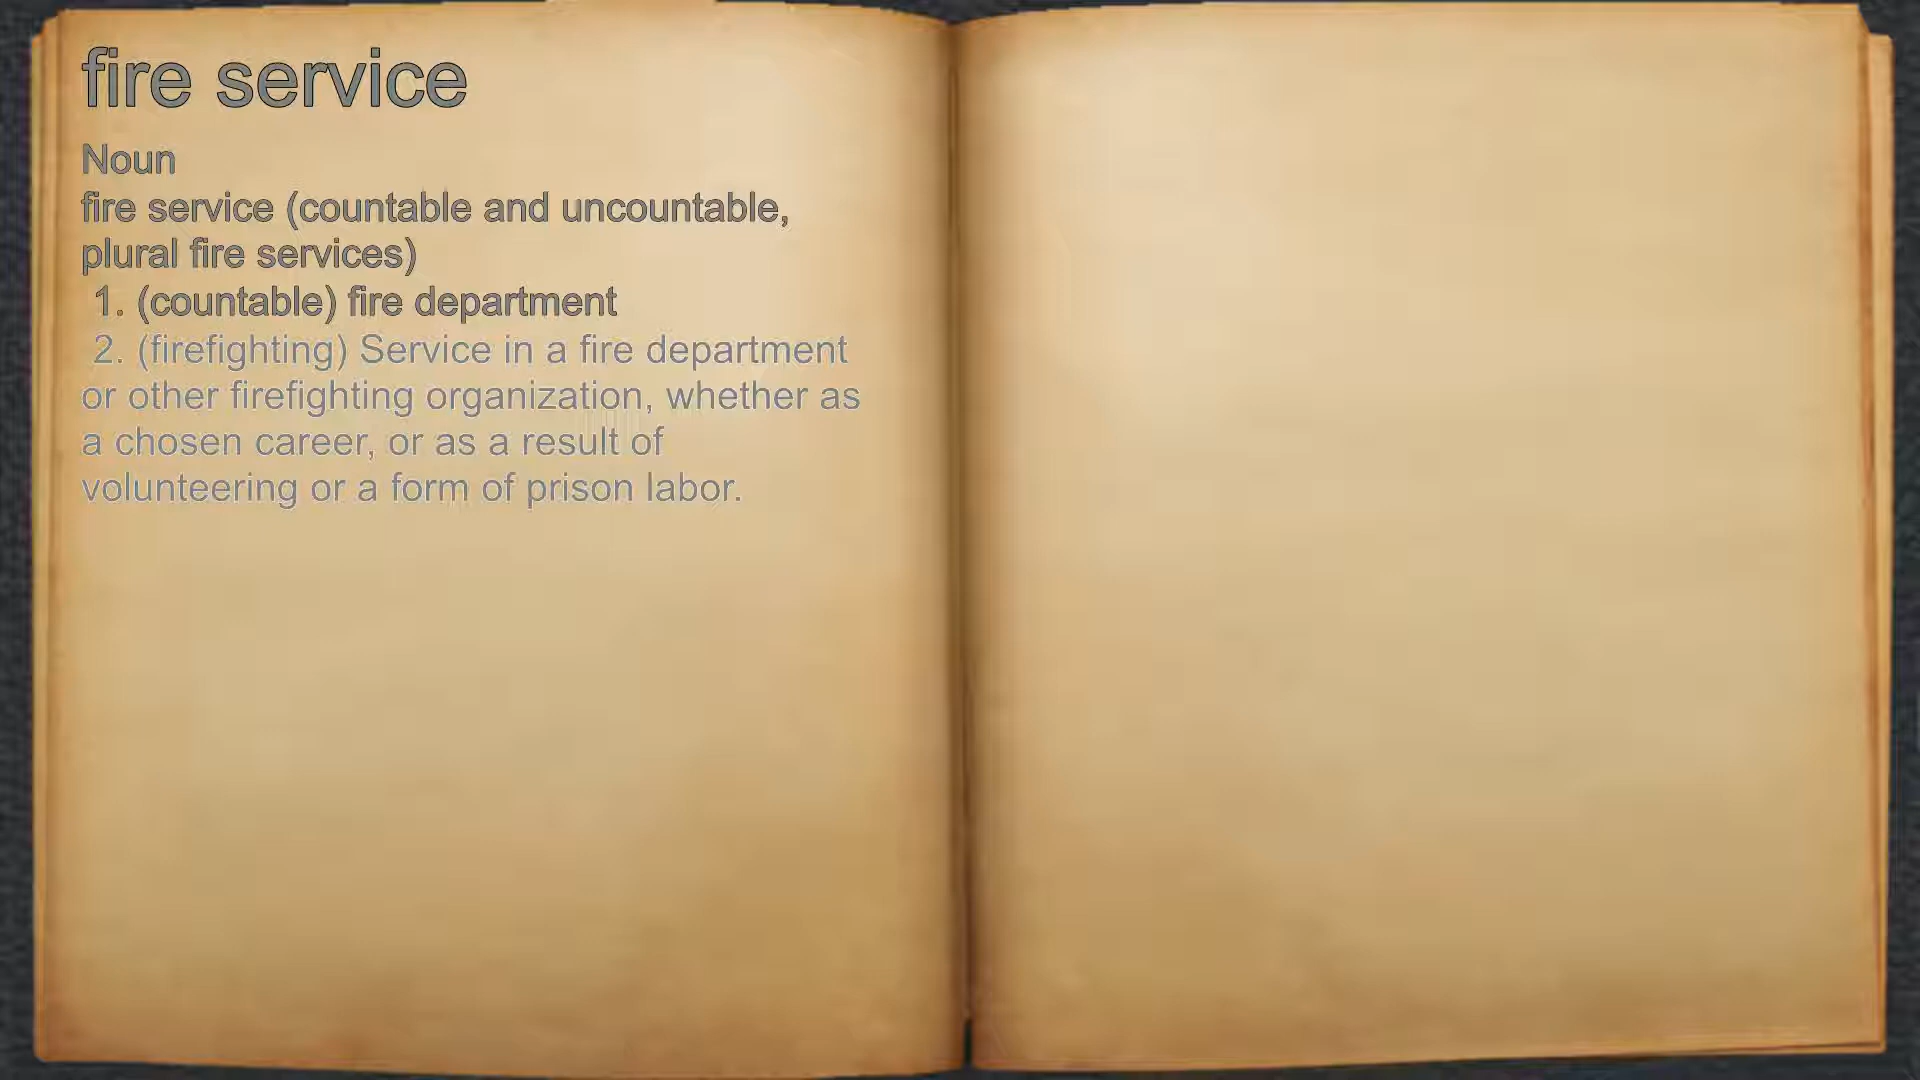 fire service
Noun
fire service (countable and uncountable,
plural fire services)
1. (countable) fire department
2. (firefighting) Service in a fire department
or other firefighting organization, whether as
a chosen career, or as a result of
volunteering or a form of prison labor.